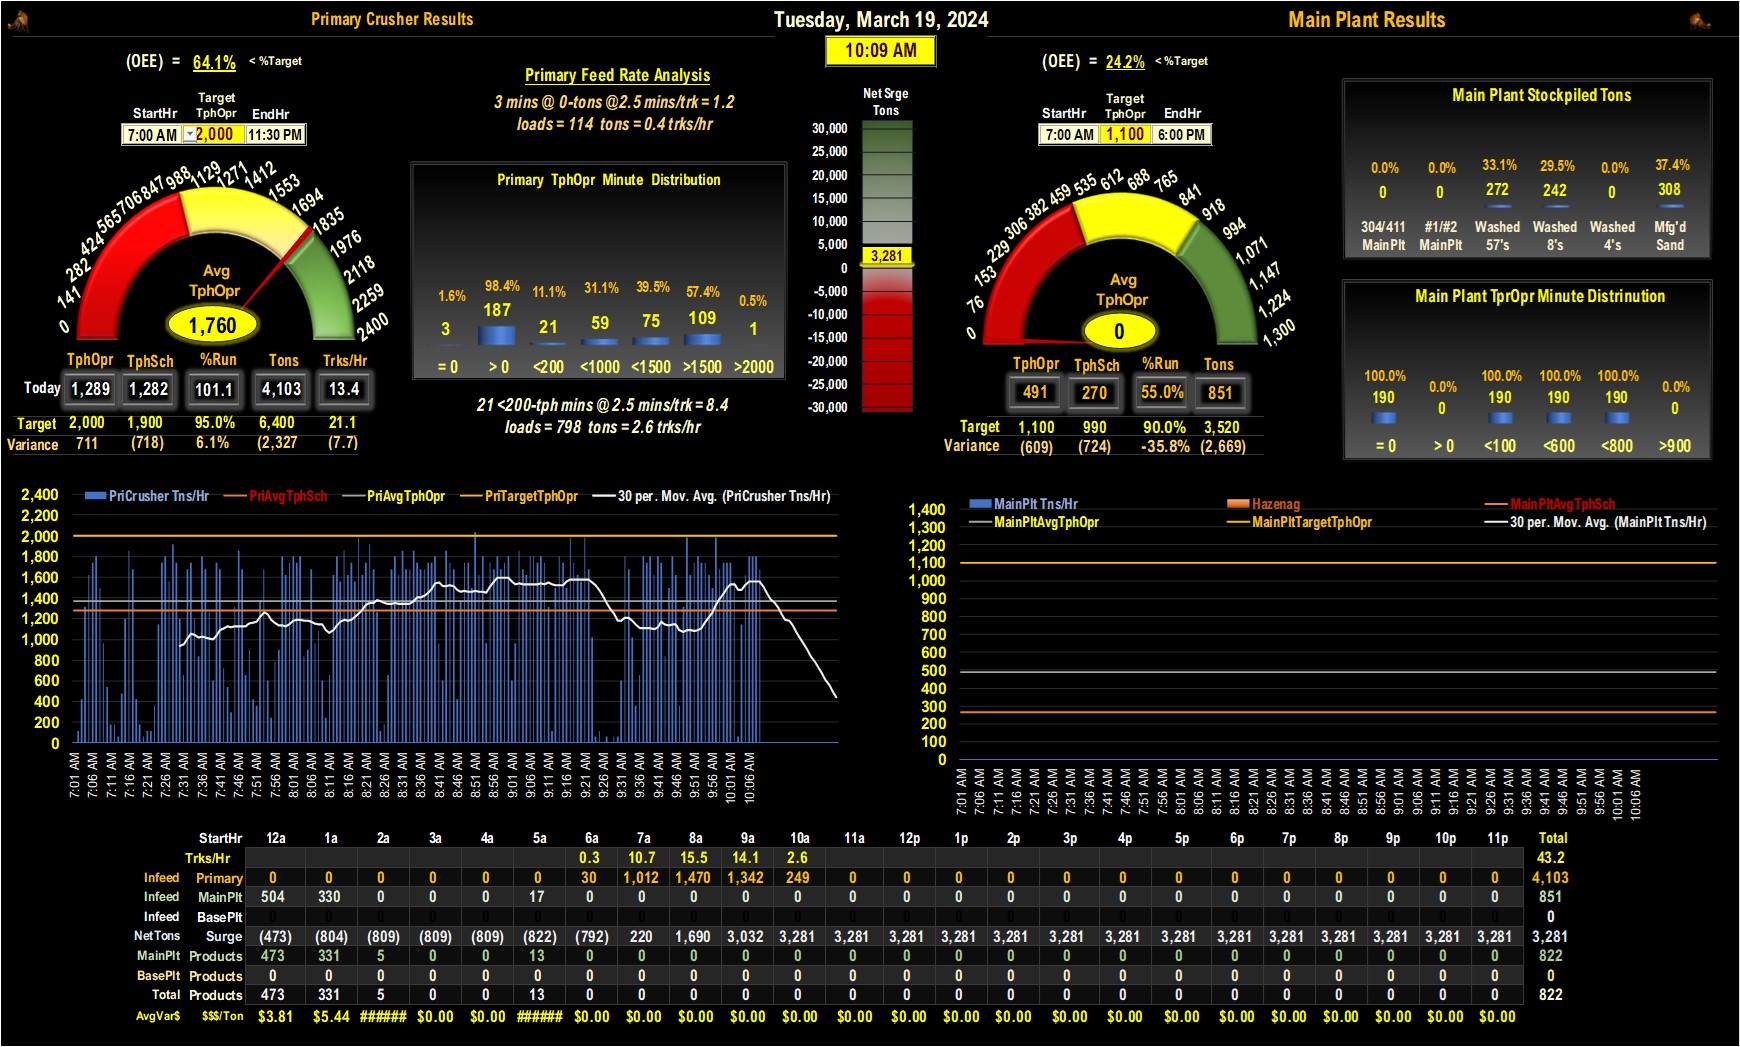 Primary Crusher Results
Tuesday, March 19, 2024
Main Plant Results
10:09 AM
(OEE) = 64.1% < %Target
StartHr
Target
TphOpr
EndHr
7:00 AM
2,000
11:30 PM
0
141
282
424
565
706
847
988
1129
1271
1412
1553
1694
1835
1976
2118
2259
2400
Avg
TphOpr
1,760
TphOpr TphSch %Run Tons Trks/Hr
Today 1,289 1,282 101.1 4,103 13.4
Target 2,000 1,900 95.0% 6,400 21.1
Variance 711 (718) 6.1% (2,327 (7.7)
Primary Feed Rate Analysis
3 mins @ 0-tons @2.5 mins/trk = 1.2
loads = 114 tons = 0.4 trks/hr
Primary TphOpr Minute Distribution
1.6% 98.4% 11.1% 31.1% 39.5% 57.4% 0.5%
3 187 21 59 75 109 1
= 0 > 0 <200 <1000 <1500 >1500 >2000
21 <200-tph mins @ 2.5 mins/trk = 8.4
loads = 798 tons = 2.6 trks/hr
Net Srge
Tons
30,000
25,000
20,000
15,000
10,000
5,000
3,281
0
-5,000
-10,000
-15,000
-20,000
-25,000
-30,000
(OEE) = 24.2% < %Target
StartHr
Target
TphOpr
EndHr
7:00 AM
1,100
6:00 PM
0
76
153
229
306
382
459
535
612
688
765
841
918
994
1,071
1,147
1,224
1,300
Avg
TphOpr
0
TphOpr TphSch %Run Tons
491 270 55.0% 851
Target 1,100 990 90.0% 3,520
Variance (609) (724) -35.8% (2,669)
Main Plant Stockpiled Tons
0.0% 0.0% 33.1% 29.5% 0.0% 37.4%
0 0 272 242 0 308
304/411 #1/#2 Washed Washed Washed Mfg'd
MainPlt MainPlt 57's 8's 4's Sand
Main Plant TprOpr Minute Distrinution
100.0% 0.0% 100.0% 100.0% 100.0% 0.0%
190 0 190 190 190 0
= 0 > 0 <100 <600 <800 >900
PriCrusher Tns/Hr PriAvgTphSch PriAvgTphOpr PriTargetTphOpr 30 per. Mov. Avg. (PriCrusher Tns/Hr)
2,400
2,200
2,000
1,800
1,600
1,400
1,200
1,000
800
600
400
200
0
7:01 AM 7:06 AM 7:11 AM 7:16 AM 7:21 AM 7:26 AM 7:31 AM 7:36 AM 7:41 AM 7:46 AM 7:51 AM 7:56 AM 8:01 AM 8:06 AM 8:11 AM 8:16 AM 8:21 AM 8:26 AM 8:31 AM 8:36 AM 8:41 AM 8:46 AM 8:51 AM 8:56 AM 9:01 AM 9:06 AM 9:11 AM 9:16 AM 9:21 AM 9:26 AM 9:31 AM 9:36 AM 9:41 AM 9:46 AM 9:51 AM 9:56 AM 10:01 AM 10:06 AM
MainPlt Tns/Hr Hazenag MainPltAvgTphSch
MainPltAvgTphOpr MainPltTargetTphOpr 30 per. Mov. Avg. (MainPlt Tns/Hr)
1,400
1,300
1,200
1,100
1,000
900
800
700
600
500
400
300
200
100
0
7:01 AM 7:06 AM 7:11 AM 7:16 AM 7:21 AM 7:26 AM 7:31 AM 7:36 AM 7:41 AM 7:46 AM 7:51 AM 7:56 AM 8:01 AM 8:06 AM 8:11 AM 8:16 AM 8:21 AM 8:26 AM 8:31 AM 8:36 AM 8:41 AM 8:46 AM 8:51 AM 8:56 AM 9:01 AM 9:06 AM 9:11 AM 9:16 AM 9:21 AM 9:26 AM 9:31 AM 9:36 AM 9:41 AM 9:46 AM 9:51 AM 9:56 AM 10:01 AM 10:06 AM
StartHr 12a 1a 2a 3a 4a 5a 6a 7a 8a 9a 10a 11a 12p 1p 2p 3p 4p 5p 6p 7p 8p 9p 10p 11p Total
Trks/Hr 0.3 10.7 15.5 14.1 2.6 43.2
Infeed Primary 0 0 0 0 0 0 30 1,012 1,470 1,342 249 0 0 0 0 0 0 0 0 0 0 0 0 0 4,103
Infeed MainPlt 504 330 0 0 0 17 0 0 0 0 0 0 0 0 0 0 0 0 0 0 0 0 0 0 851
Infeed BasePlt 0 0 0 0 0 0 0 0 0 0 0 0 0 0 0 0 0 0 0 0 0 0 0 0 0
NetTons Surge (473) (804) (809) (809) (809) (822) (792) 220 1,690 3,032 3,281 3,281 3,281 3,281 3,281 3,281 3,281 3,281 3,281 3,281 3,281 3,281 3,281 3,281 3,281
MainPlt Products 473 331 5 0 0 13 0 0 0 0 0 0 0 0 0 0 0 0 0 0 0 0 0 0 822
BasePlt Products 0 0 0 0 0 0 0 0 0 0 0 0 0 0 0 0 0 0 0 0 0 0 0 0 0
Total Products 473 331 5 0 0 13 0 0 0 0 0 0 0 0 0 0 0 0 0 0 0 0 0 0 822
AvgVar$ $$$/Ton $3.81 $5.44 ###### $0.00 $0.00 ###### $0.00 $0.00 $0.00 $0.00 $0.00 $0.00 $0.00 $0.00 $0.00 $0.00 $0.00 $0.00 $0.00 $0.00 $0.00 $0.00 $0.00 $0.00